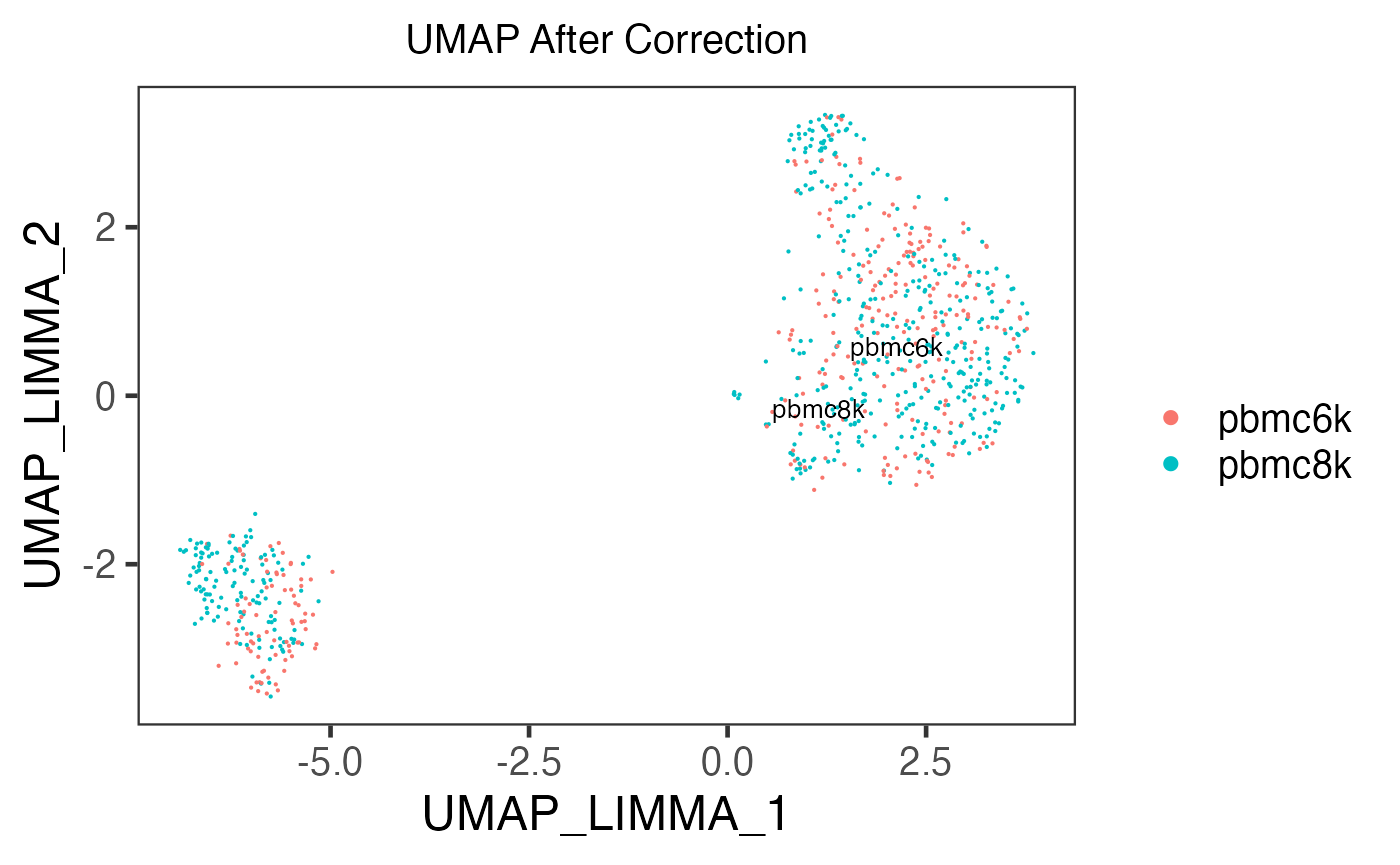 UMAP After Correction
UMAP_LIMMA_2
2
0
-2
pbmc6k
pbmc8k
pbmc6k
pbmc8k
-5.0
-2.5
0.0
2.5
UMAP_LIMMA_1